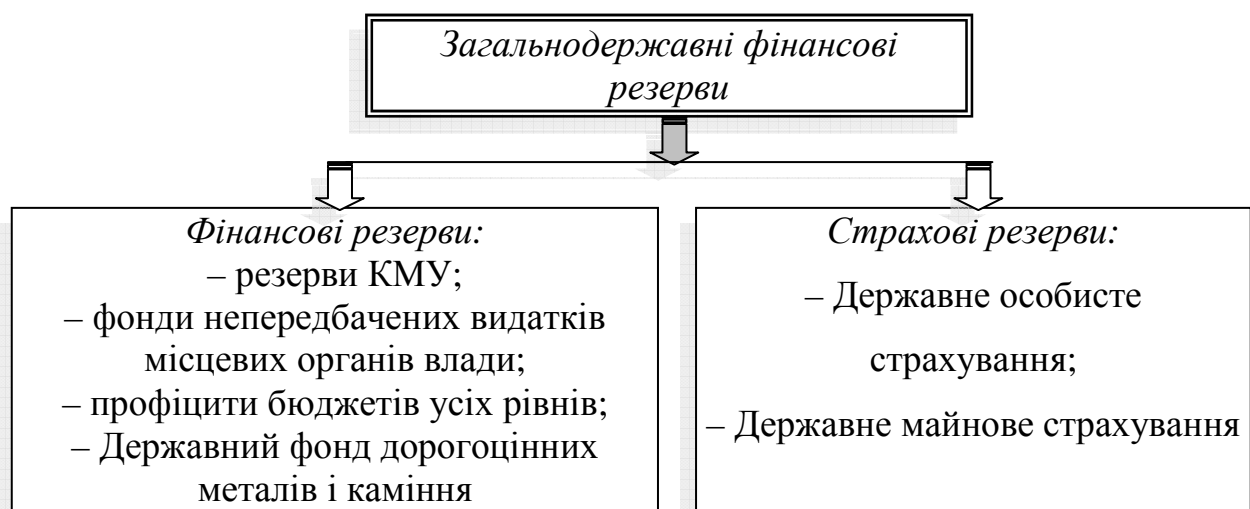 Загальнодержавні фінансові
резерви
Фінансові резерви:
– резерви КМУ;
– фонди непередбачених видатків
місцевих органів влади;
– профіцити бюджетів усіх рівнів;
– Державний фонд дорогоцінних
металів і каміння
Страхові резерви:
– Державне особисте
страхування;
– Державне майнове страхування